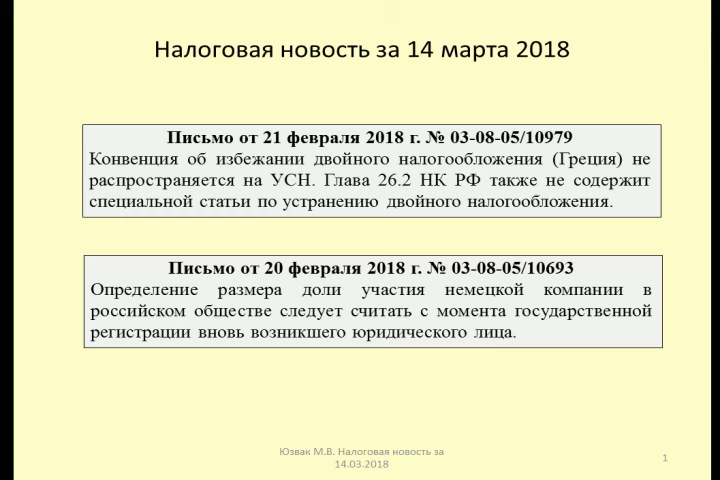 Налоговая новость за 14 марта 2018
Письмо от 21 февраля 2018 г. № 03-08-05/10979
Конвенция об избежании двойного налогообложения (Греция) не
распространяется на УСН. Глава 26.2 НК РФ также не содержит
специальной статьи по устранению двойного налогообложения.
Письмо от 20 февраля 2018 г. № 03-08-05/10693
Определение размера доли участия немецкой компании в
российском обществе следует считать с момента государственной
регистрации вновь возникшего юридического лица.
Юзвак М.В. Налоговая новость за
14.03.2018
1